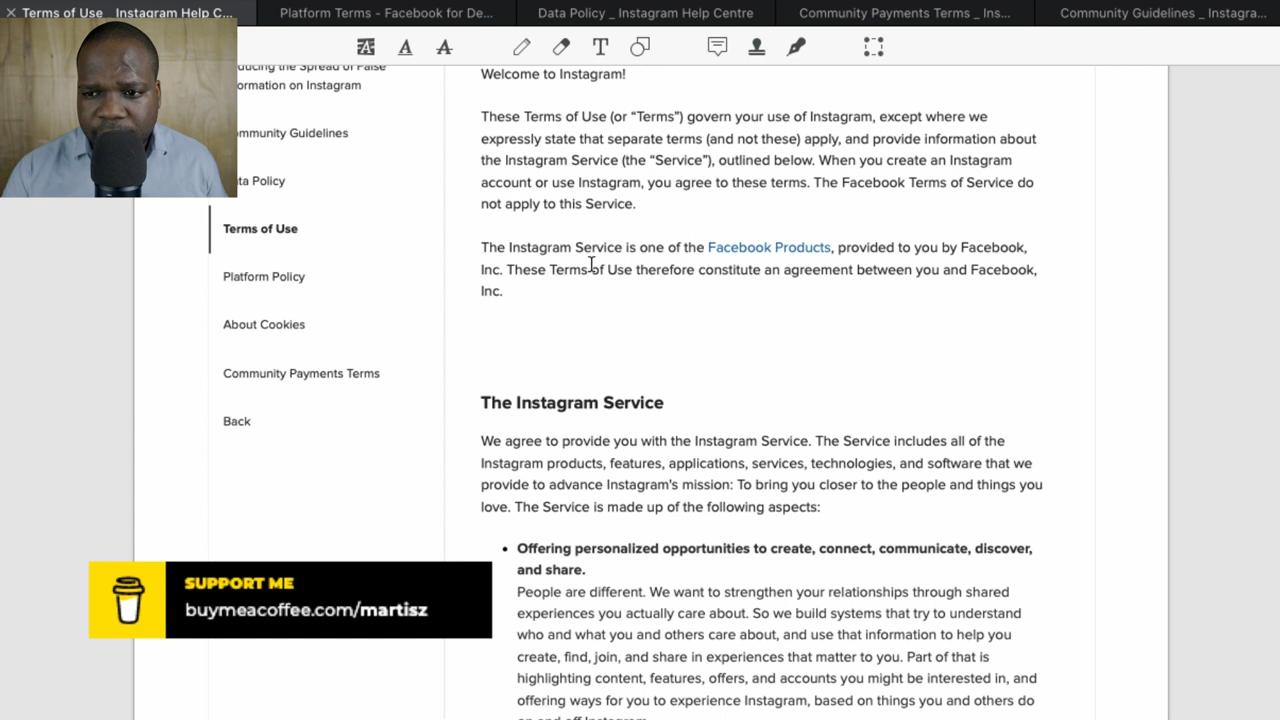 Terms of Use _ Instagram Help C...
Platform Terms - Facebook for De...
Data Policy _ Instagram Help Centre
Community Payments Terms _ Ins...
Community Guidelines _ Instagra...
ducing the Spread of False
ormation on Instagram
mmunity Guidelines
ta Policy
Terms of Use
Platform Policy
About Cookies
Community Payments Terms
Back
Welcome to Instagram!
These Terms of Use (or “Terms”) govern your use of Instagram, except where we
expressly state that separate terms (and not these) apply, and provide information about
the Instagram Service (the “Service”), outlined below. When you create an Instagram
account or use Instagram, you agree to these terms. The Facebook Terms of Service do
not apply to this Service.
The Instagram Service is one of the Facebook Products, provided to you by Facebook,
Inc. These Terms of Use therefore constitute an agreement between you and Facebook,
Inc.
The Instagram Service
We agree to provide you with the Instagram Service. The Service includes all of the
Instagram products, features, applications, services, technologies, and software that we
provide to advance Instagram's mission: To bring you closer to the people and things you
love. The Service is made up of the following aspects:
• Offering personalized opportunities to create, connect, communicate, discover,
and share.
People are different. We want to strengthen your relationships through shared
experiences you actually care about. So we build systems that try to understand
who and what you and others care about, and use that information to help you
create, find, join, and share in experiences that matter to you. Part of that is
highlighting content, features, offers, and accounts you might be interested in, and
offering ways for you to experience Instagram, based on things you and others do
on and off Instagram.
SUPPORT ME
buymeacoffee.com/martisz